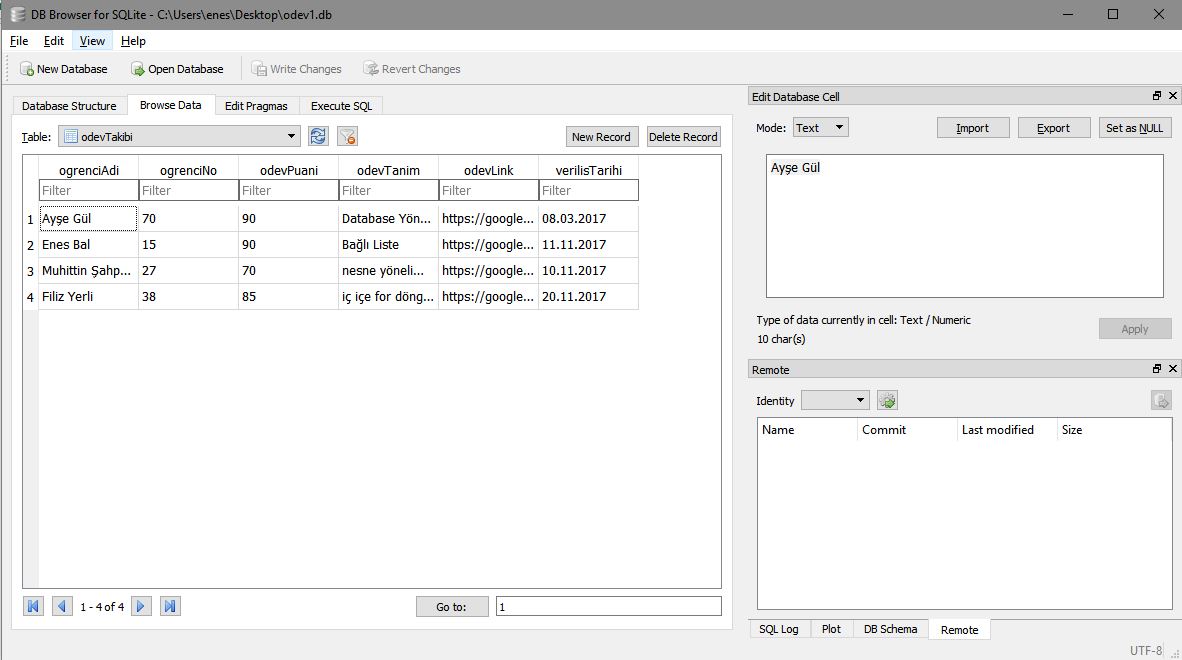 DB Browser for SQLite - C:\Users\enes\Desktop\odev1.db
File Edit View Help
New Database Open Database Write Changes Revert Changes
Database Structure Browse Data Edit Pragmas Execute SQL
Table: odevTakibi New Record Delete Record
ogrenciAdi ogrenciNo odevPuani odevTanim odevLink verilisTarihi
Filter Filter Filter Filter Filter Filter
1 Ayşe Gül 70 90 Database Yön... https://google... 08.03.2017
2 Enes Bal 15 90 Bağlı Liste https://google... 11.11.2017
3 Muhittin Şahp... 27 70 nesne yöneli... https://google... 10.11.2017
4 Filiz Yerli 38 85 iç içe for döng... https://google... 20.11.2017
1 - 4 of 4 Go to: 1
Edit Database Cell
Mode: Text Import Export Set as NULL
Ayşe Gül
Type of data currently in cell: Text / Numeric
10 char(s)
Apply
Remote
Identity
Name Commit Last modified Size
SQL Log Plot DB Schema Remote
UTF-8